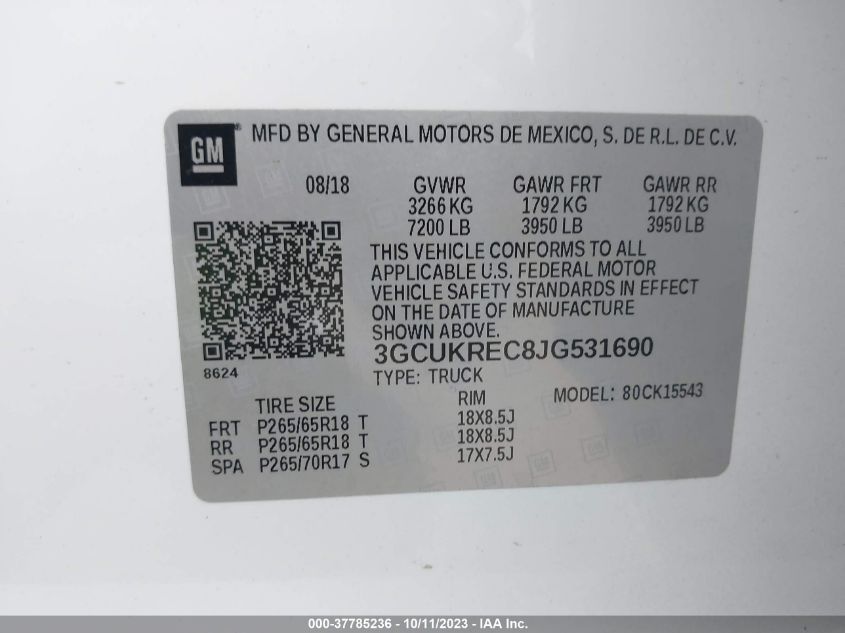 GM ® MFD BY GENERAL MOTORS DE MEXICO, S. DE R.L. DE C.V.
08/18 GVWR GAWR FRT GAWR RR
3266 KG 1792 KG 1792 KG
7200 LB 3950 LB 3950 LB
THIS VEHICLE CONFORMS TO ALL
APPLICABLE U.S. FEDERAL MOTOR
VEHICLE SAFETY STANDARDS IN EFFECT
ON THE DATE OF MANUFACTURE
SHOWN ABOVE.
3GCUKREC8JG531690
8624 TYPE: TRUCK
TIRE SIZE RIM MODEL: 80CK15543
FRT P265/65R18 T 18X8.5J
RR P265/65R18 T 18X8.5J
SPA P265/70R17 S 17X7.5J
000-37785236 - 10/11/2023 - IAA Inc.